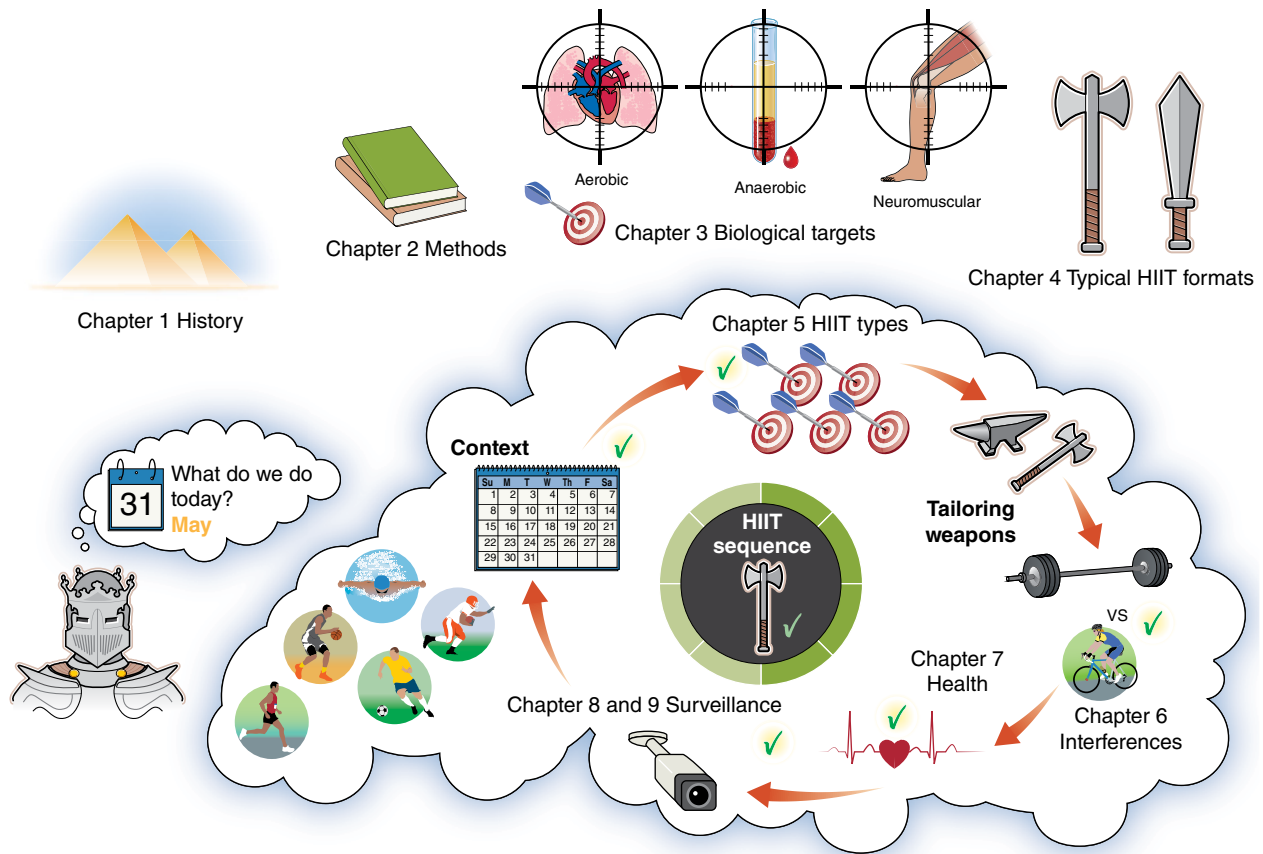 Aerobic
Anaerobic
Neuromuscular
Chapter 1 History
Chapter 2 Methods
Chapter 3 Biological targets
Chapter 4 Typical HIIT formats
31
What do we do
today?
May
Context
Su M T W Th F Sa
1 2 3 4 5 6 7
8 9 10 11 12 13 14
15 16 17 18 19 20 21
22 23 24 25 26 27 28
29 30 31
Chapter 5 HIIT types
Tailoring
weapons
HIIT
sequence
VS
Chapter 6
Interferences
Chapter 7
Health
Chapter 8 and 9 Surveillance